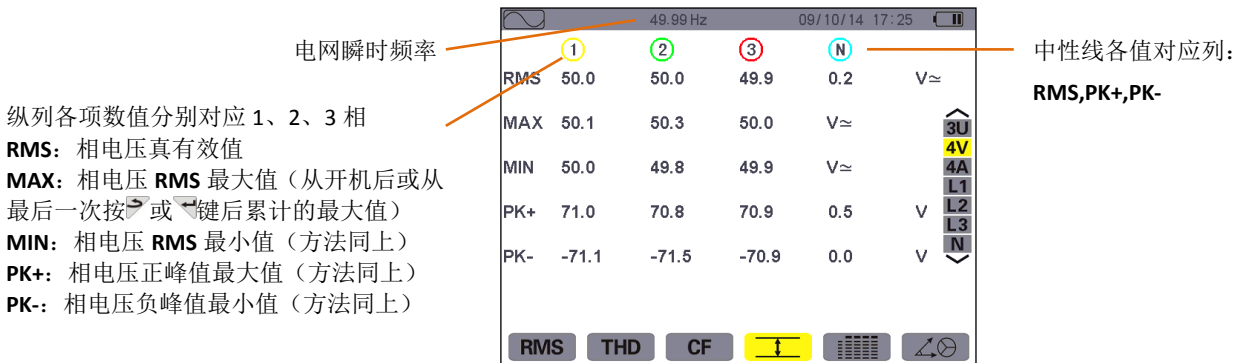 49.99 Hz 09/10/14 17:25
电网瞬时频率
1 2 3 N
中性线各值对应列：
RMS,PK+,PK-
RMS 50.0 50.0 49.9 0.2 V≃
MAX 50.1 50.3 50.0 V≃
MIN 50.0 49.8 49.9 V≃
PK+ 71.0 70.8 70.9 0.5 V
PK- -71.1 -71.5 -70.9 0.0 V
3U
4V
4A
L1
L2
L3
N
RMS THD CF
纵列各项数值分别对应 1、2、3 相
RMS：相电压真有效值
MAX：相电压 RMS 最大值（从开机后或从
最后一次按或键后累计的最大值）
MIN：相电压 RMS 最小值（方法同上）
PK+：相电压正峰值最大值（方法同上）
PK-：相电压负峰值最小值（方法同上）